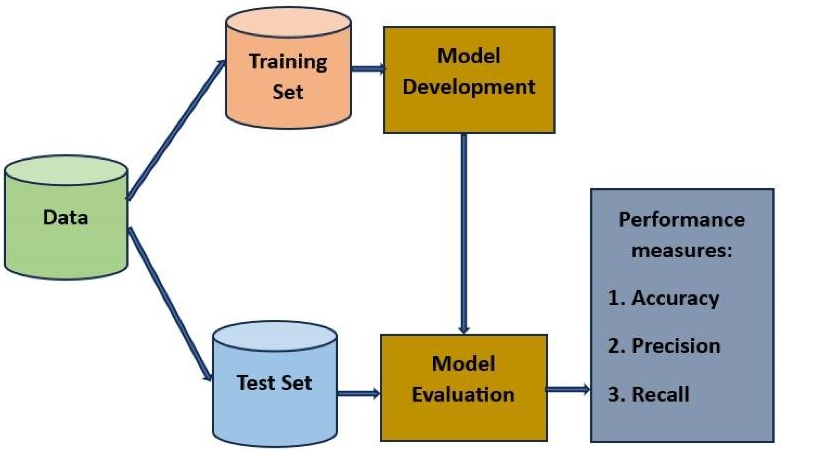 Training
Set
Model
Development
Data
Performance
measures:
1. Accuracy
2. Precision
3. Recall
Test Set
Model
Evaluation